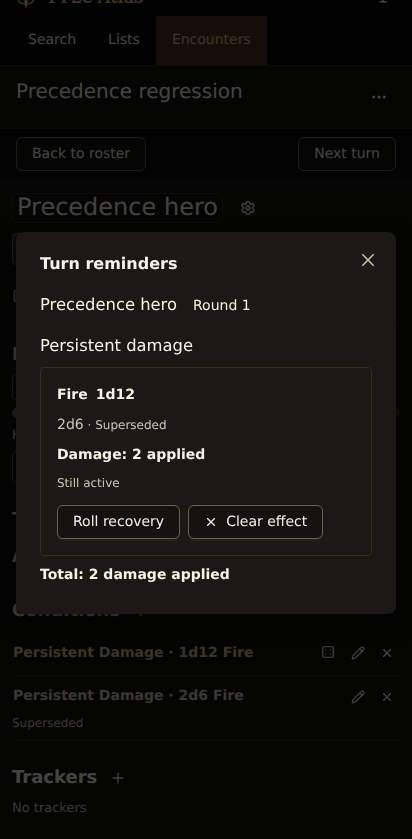 Search Lists Encounters
Precedence regression ...
Back to roster Next turn
Precedence hero
Turn reminders
Precedence hero Round 1
Persistent damage
Fire 1d12
2d6 · Superseded
Damage: 2 applied
Still active
Roll recovery × Clear effect
Total: 2 damage applied
Conditions
Persistent Damage · 1d12 Fire
Persistent Damage · 2d6 Fire
Superseded
Trackers +
No trackers